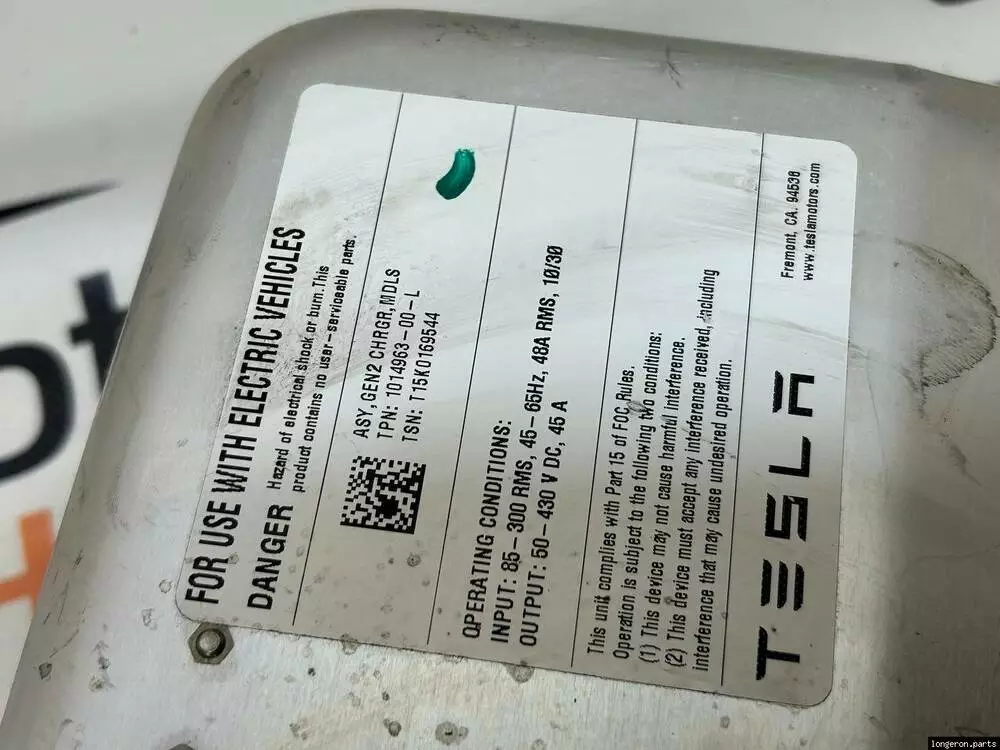 FOR USE WITH ELECTRIC VEHICLES
DANGER Hazard of electrical shock or burn.This
product contains no user-serviceable parts.
ASY,GEN2 CHRGR,MDLS
TPN: 1014963-00-L
TSN: T15K0169544
OPERATING CONDITIONS:
INPUT: 85-300 RMS, 45-65Hz, 48A RMS, 10/30
OUTPUT: 50-430 V DC, 45 A
This unit complies with Part 15 of FCC Rules.
Operation is subject to the following two conditions:
(1) This device may not cause harmful interference.
(2) This device must accept any interference received, including
interference that may cause undesired operation.
TESLA
Fremont, CA. 94538
www.teslamotors.com
longeron.parts